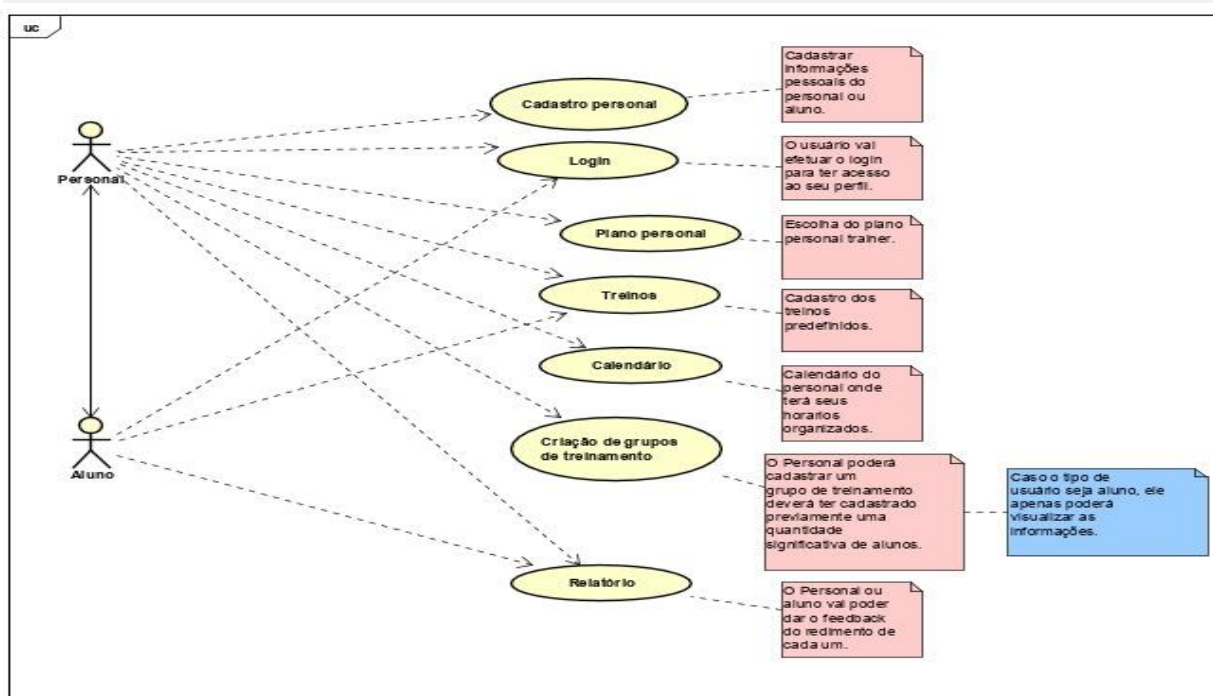 uc
Cadastrar
informações
pessoais do
personal ou
aluno.
Cadastro personal
O usuário vai
efetuar o login
para ter acesso
ao seu perfil.
Login
Personal
Escolha do plano
personal trainer.
Plano personal
Cadastro dos
treinos
predefinidos.
Treinos
Calendário do
personal onde
terá seus
horarios
organizados.
Calendário
Criação de grupos
de treinamento
Aluno
O Personal poderá
cadastrar um
grupo de treinamento
deverá ter cadastrado
previamente uma
quantidade
significativa de alunos.
Caso o tipo de
usuário seja aluno, ele
apenas poderá
visualizar as
informações.
Relatório
O Personal ou
aluno vai poder
dar o feedback
do redimento de
cada um.